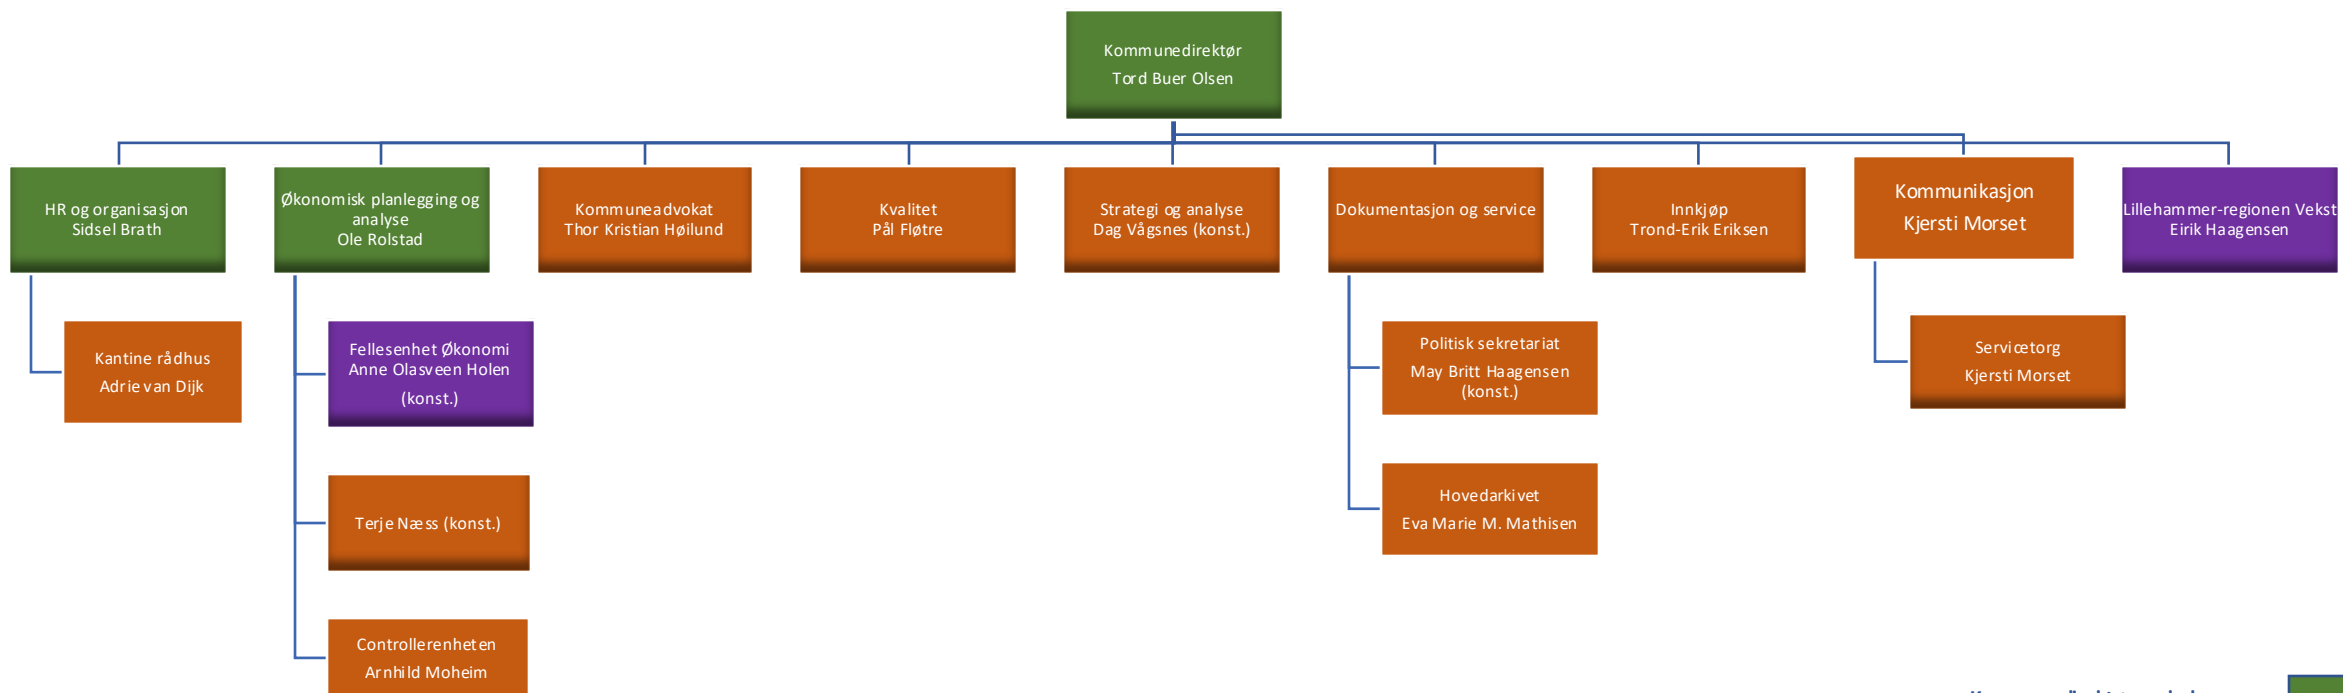 Kommunedirektør
Tord Buer Olsen
HR og organisasjon
Sidsel Brath
Økonomisk planlegging og
analyse
Ole Rolstad
Kommuneadvokat
Thor Kristian Høilund
Kvalitet
Pål Fløtre
Strategi og analyse
Dag Vågsnes (konst.)
Dokumentasjon og service
Innkjøp
Trond-Erik Eriksen
Kommunikasjon
Kjersti Morset
Lillehammer-regionen Vekst
Eirik Haagensen
Kantine rådhus
Adrie van Dijk
Fellesenhet Økonomi
Anne Olasveen Holen
(konst.)
Terje Næss (konst.)
Controllerenheten
Arnhild Moheim
Politisk sekretariat
May Britt Haagensen
(konst.)
Hovedarkivet
Eva Marie M. Mathisen
Servicetorg
Kjersti Morset